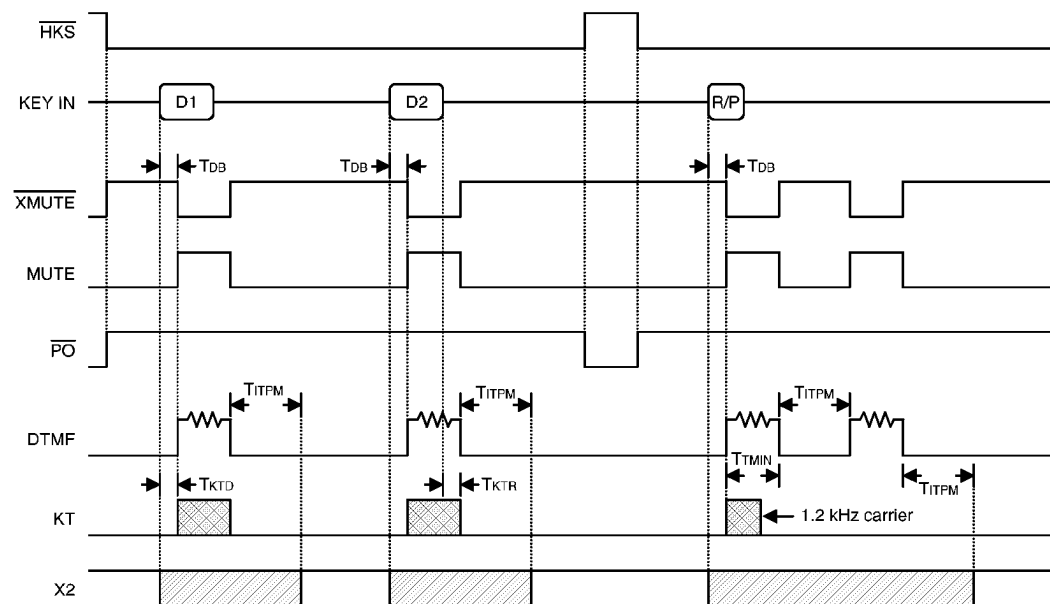 HKS
KEY IN D1 D2 R/P
TDB TDB TDB
XMUTE
MUTE
PO
TITPM TITPM TITPM
DTMF
TTMIN
TKTD TKTR TITPM
KT 1.2 kHz carrier
X2